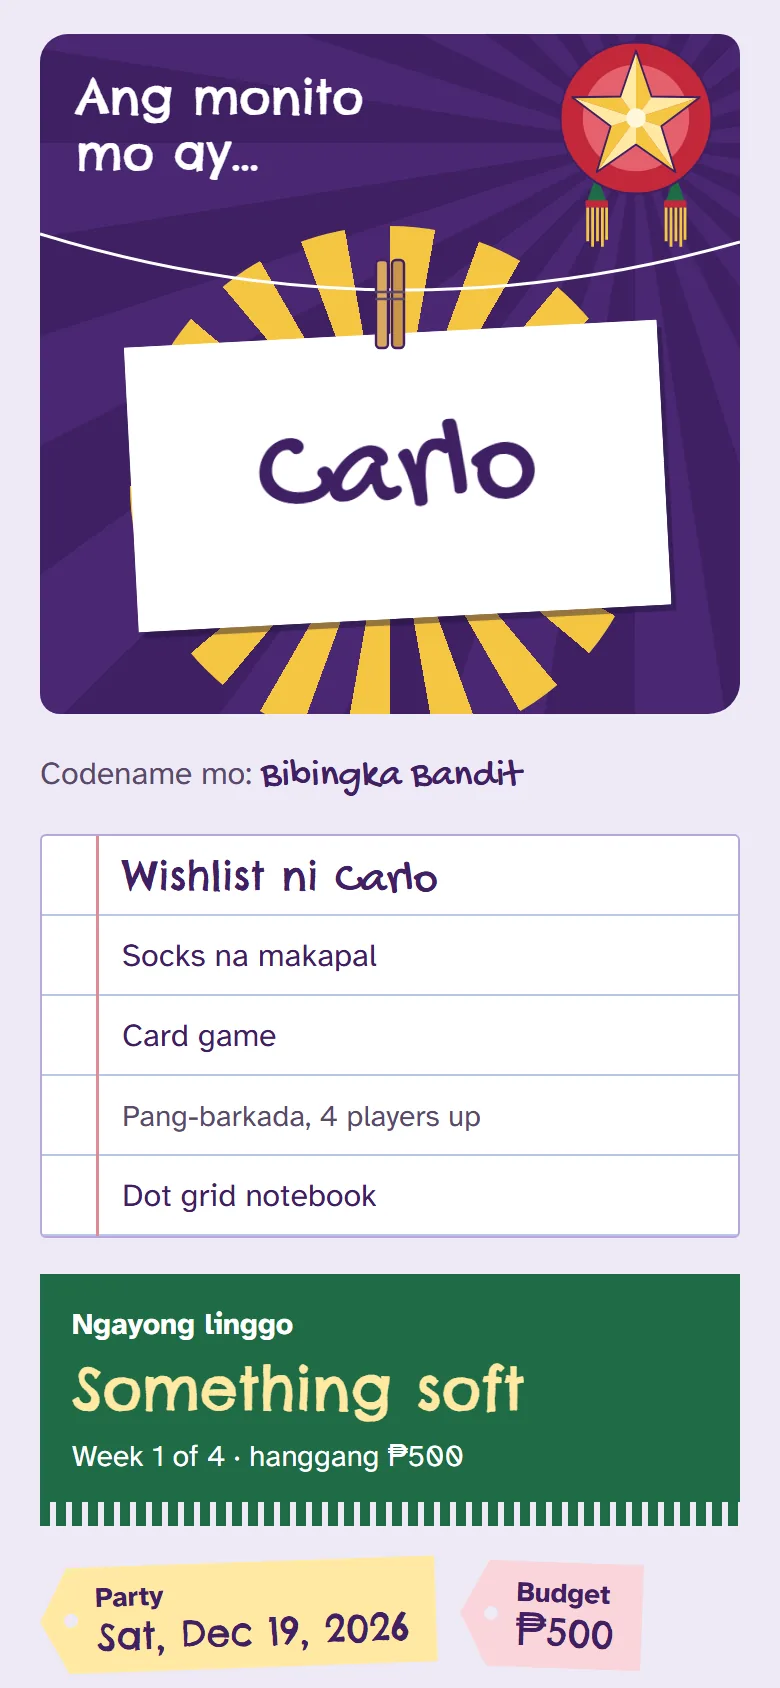 Ang monito
mo ay...
Carlo
Codename mo: Bibingka Bandit
Wishlist ni Carlo
Socks na makapal
Card game
Pang-barkada, 4 players up
Dot grid notebook
Ngayong linggo
Something soft
Week 1 of 4 · hanggang ₱500
Party
Sat, Dec 19, 2026
Budget
₱500